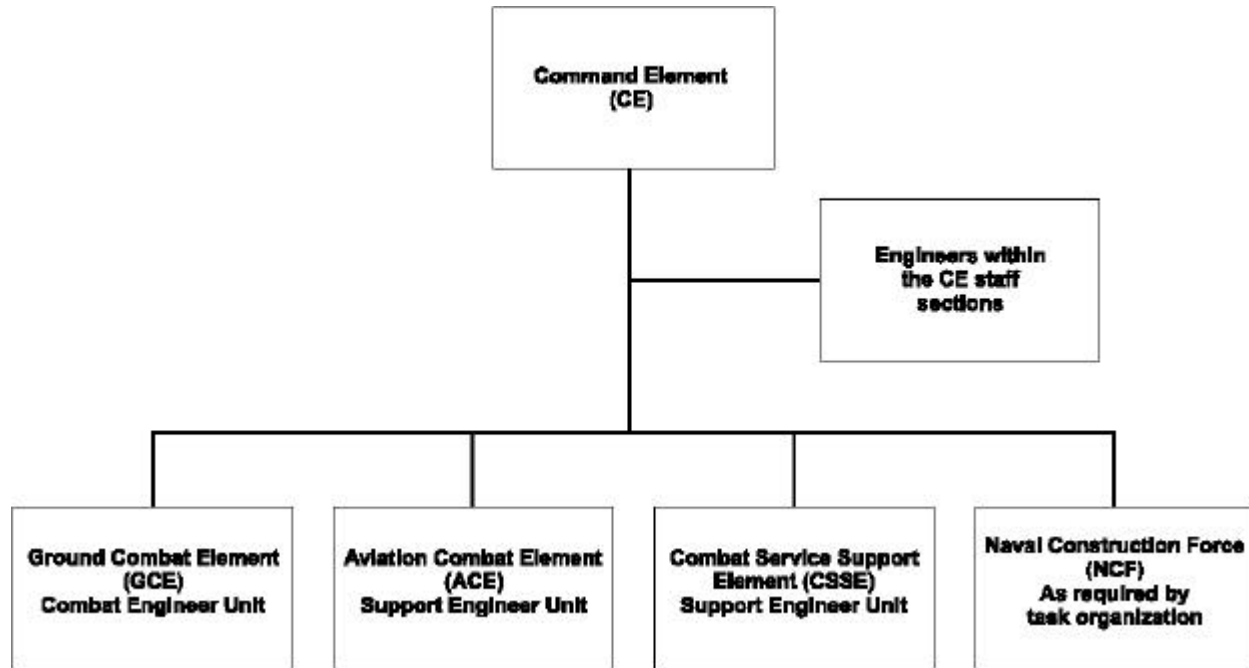 Command Element
(CE)
Engineers within
the CE staff
sections
Ground Combat Element
(GCE)
Combat Engineer Unit
Aviation Combat Element
(ACE)
Support Engineer Unit
Combat Service Support
Element (CSSE)
Support Engineer Unit
Naval Construction Force
(NCF)
As required by
task organization